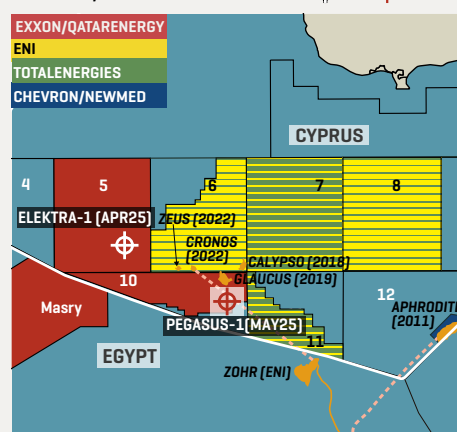 EXXON/QATARENERGY
ENI
TOTALENERGIES
CHEVRON/NEWMED
CYPRUS
4
5
6
7
8
ELEKTRA-1 (APR25)
ZEUS (2022)
CRONOS
(2022)
CALYPSO (2018)
GLAUCUS (2019)
10
12
Masry
APHRODITE
(2011)
PEGASUS-1(MAY25)
11
EGYPT
ZOHR (ENI)